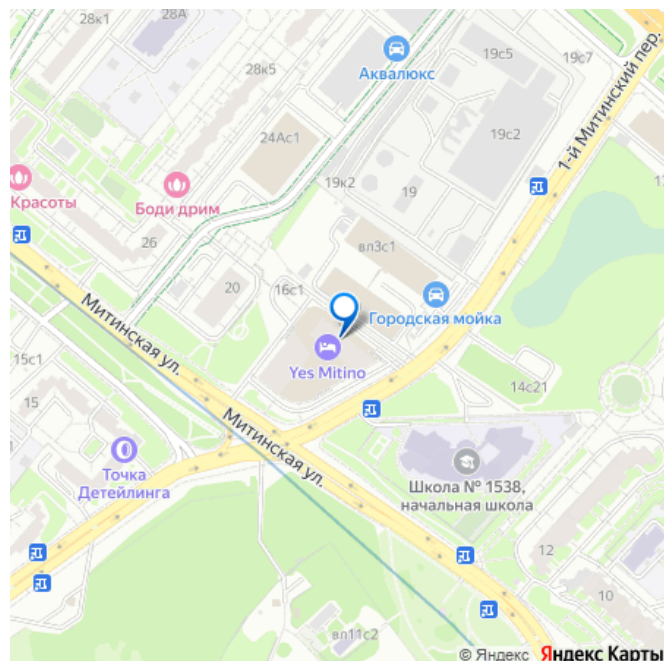 28к1
19с5
19с7
Аквалюкс
28к5
1-й Митинский пер.
24Ас1
19с2
19к2
19
Красоты
Боди дрим
26
вл3с1
20
16с1
Городская мойка
Митинская ул.
Yes Mitino
15с1
14с21
15
Митинская ул.
Точка
Детейлинга
Школа № 1538,
начальная школа
12
10
вл11с2
© Яндекс Яндекс Карты